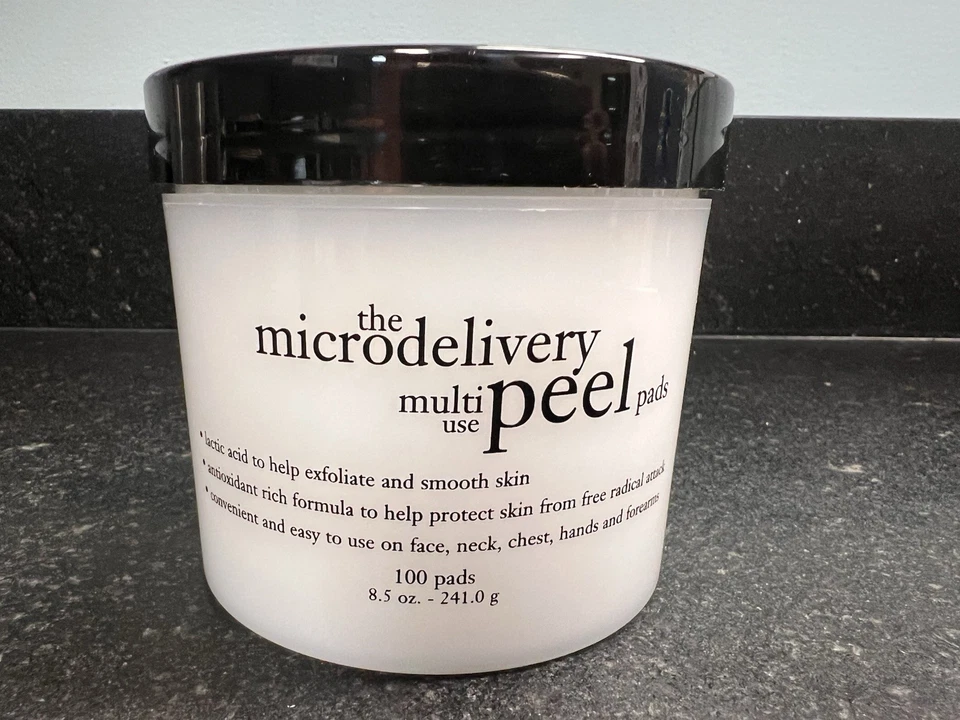 the
microdelivery
multi use peel pads
• lactic acid to help exfoliate and smooth skin
• antioxidant rich formula to help protect skin from free radical attack
• convenient and easy to use on face, neck, chest, hands and forearms
100 pads
8.5 oz. - 241.0 g